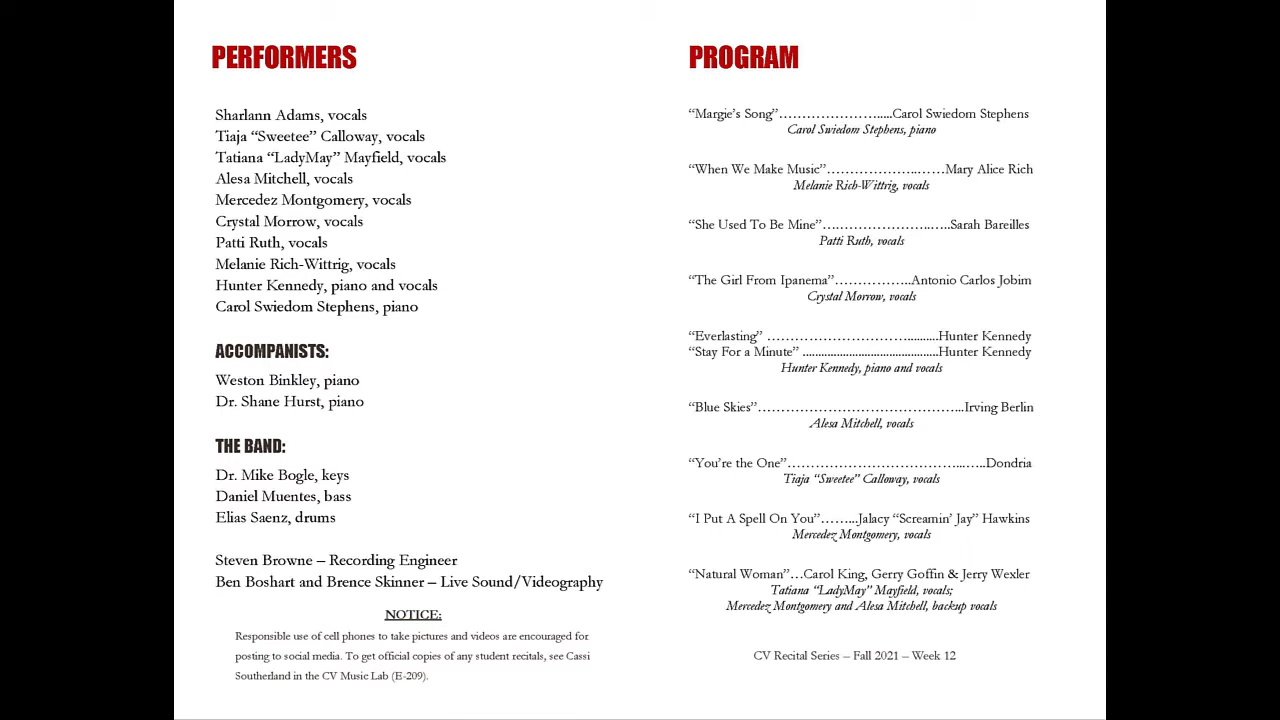 PERFORMERS
Sharlann Adams, vocals
Tiaja “Sweetee” Calloway, vocals
Tatiana “LadyMay” Mayfield, vocals
Alesa Mitchell, vocals
Mercedez Montgomery, vocals
Crystal Morrow, vocals
Patti Ruth, vocals
Melanie Rich-Wittrig, vocals
Hunter Kennedy, piano and vocals
Carol Swiedom Stephens, piano
ACCOMPANISTS:
Weston Binkley, piano
Dr. Shane Hurst, piano
THE BAND:
Dr. Mike Bogle, keys
Daniel Muentes, bass
Elias Saenz, drums
Steven Browne – Recording Engineer
Ben Boshart and Brence Skinner – Live Sound/Videography
NOTICE:
Responsible use of cell phones to take pictures and videos are encouraged for
posting to social media. To get official copies of any student recitals, see Cassi
Southerland in the CV Music Lab (E-209).
PROGRAM
“Margie’s Song”…………………......Carol Swiedom Stephens
Carol Swiedom Stephens, piano
“When We Make Music”………………..……Mary Alice Rich
Melanie Rich-Wittrig, vocals
“She Used To Be Mine”….………………..…..Sarah Bareilles
Patti Ruth, vocals
“The Girl From Ipanema”……………..Antonio Carlos Jobim
Crystal Morrow, vocals
“Everlasting” ………………………...........Hunter Kennedy
“Stay For a Minute” ............................................Hunter Kennedy
Hunter Kennedy, piano and vocals
“Blue Skies”…………………………………...Irving Berlin
Alesa Mitchell, vocals
“You’re the One”……………………………...…..Dondria
Tiaja “Sweetee” Calloway, vocals
“I Put A Spell On You”……...Jalacy “Screamin’ Jay” Hawkins
Mercedez Montgomery, vocals
“Natural Woman”…Carol King, Gerry Goffin & Jerry Wexler
Tatiana “LadyMay” Mayfield, vocals;
Mercedez Montgomery and Alesa Mitchell, backup vocals
CV Recital Series – Fall 2021 – Week 12